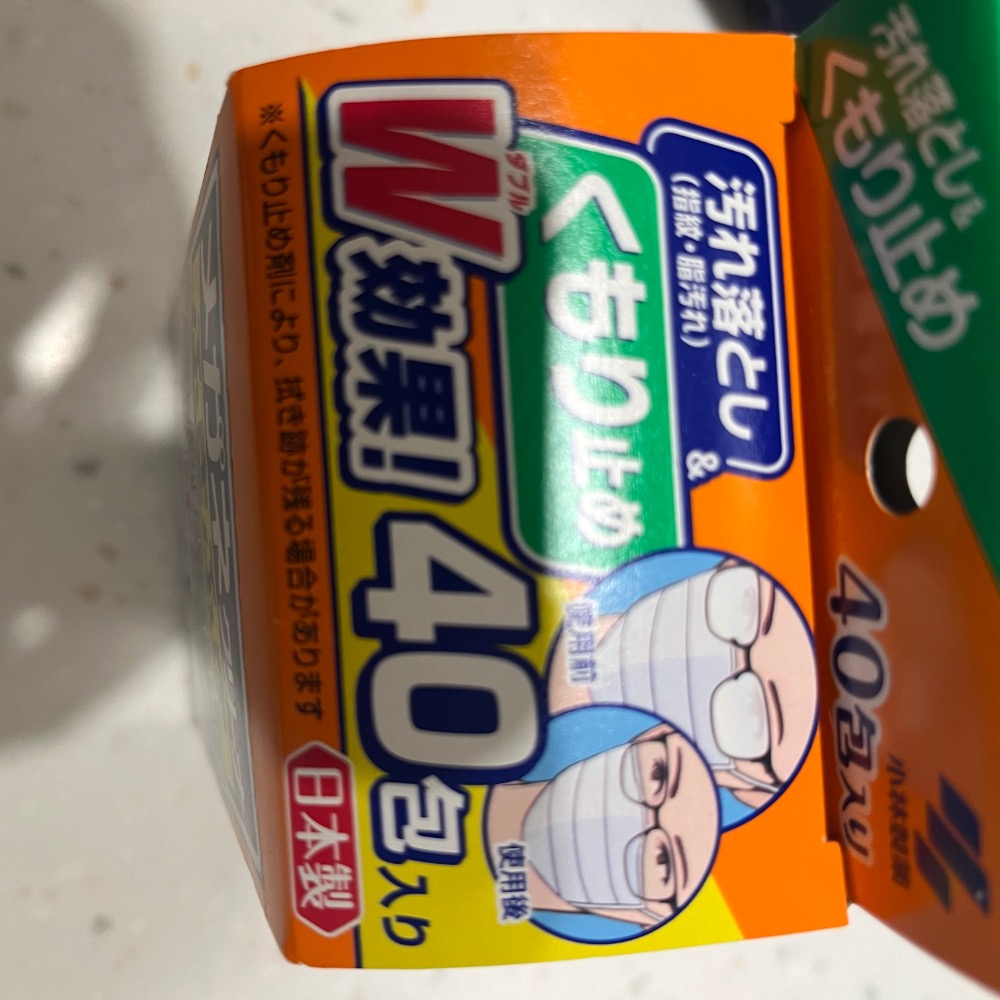 汚れ落とし&
くもり止め
40包入り
小林製薬
汚れ落とし
(指紋・脂汚れ)
&
くもり止め
ダブル
W効果!40包入り
使用前
使用後
※くもり止め剤により、拭き跡が残る場合があります
日本製